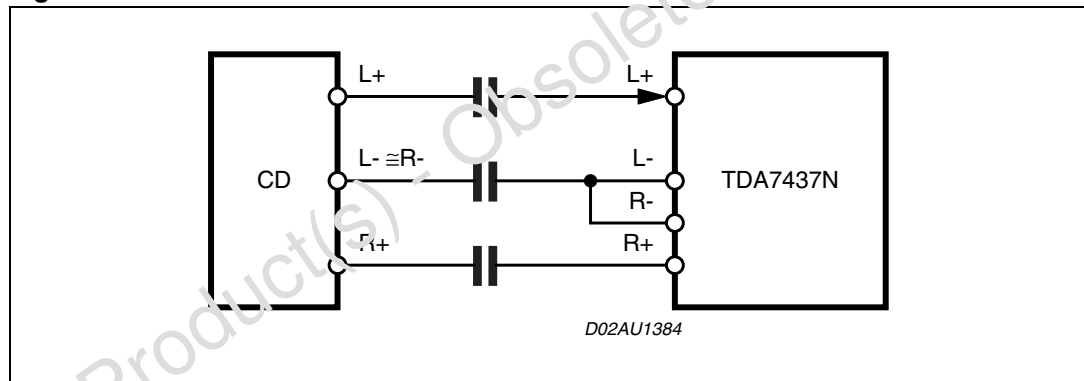 L+ L+
CD L- ≅R- L- TDA7437N
R-
R+ R+
D02AU1384
Product(s) - Obsolete